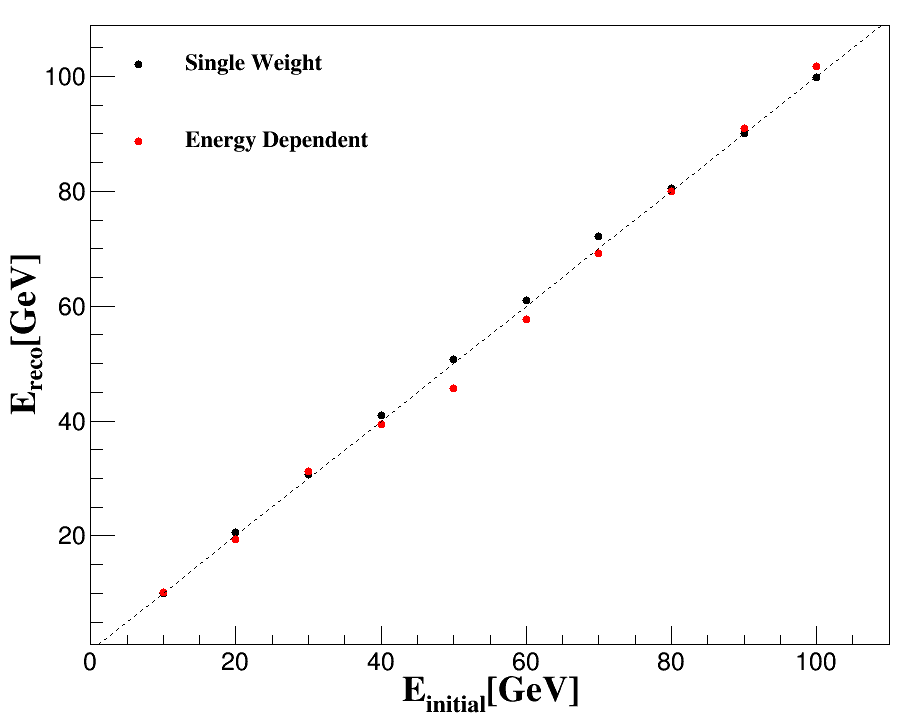 Single Weight
Energy Dependent
100
80
60
40
20
E_reco[GeV]
0 20 40 60 80 100
E_initial[GeV]